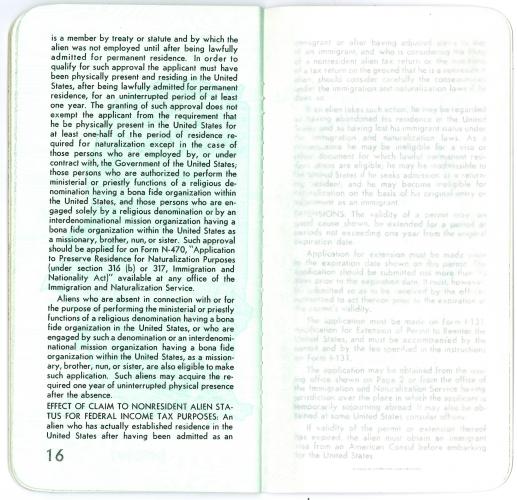 is a member by treaty or statute and by which the
alien was not employed until after being lawfully
admitted for permanent residence. In order to
qualify for such approval the applicant must have
been physically present and residing in the United
States, after being lawfully admitted for permanent
residence, for an uninterrupted period of at least
one year. The granting of such approval does not
exempt the applicant from the requirement that
he be physically present in the United States for
at least one-half of the period of residence re-
quired for naturalization except in the case of
those persons who are employed by, or under
contract with, the Government of the United States;
those persons who are authorized to perform the
ministerial or priestly functions of a religious de-
nomination having a bona fide organization within
the United States, and those persons who are en-
gaged solely by a religious denomination or by an
interdenominational mission organization having a
bona fide organization within the United States as
a missionary, brother, nun, or sister. Such approval
should be applied for on Form N-470, "Application
to Preserve Residence for Naturalization Purposes
(under section 316 (b) or 317, Immigration and
Nationality Act)" available at any office of the
Immigration and Naturalization Service.
Aliens who are absent in connection with or for
the purpose of performing the ministerial or priestly
functions of a religious denomination having a bona
fide organization in the United States, or who are
engaged by such a denomination or an interdenomi-
national mission organization having a bona fide
organization within the United States, as a mission-
ary, brother, nun, or sister, are also eligible to make
such application. Such aliens may acquire the re-
quired one year of uninterrupted physical presence
after the absence.
EFFECT OF CLAIM TO NONRESIDENT ALIEN STA-
TUS FOR FEDERAL INCOME TAX PURPOSES: An
alien who has actually established residence in the
United States after having been admitted as an
16
immigrant or after having adjusted status to that
of an immigrant, and who is considering the filing
of a nonresident alien tax return or the non-filing
of a tax return on the ground that he is a nonresident
alien, should consider carefully the consequences
under the immigration and naturalization laws if he
does so.
If an alien takes such action, he may be regarded
as having abandoned his residence in the United
States and as having lost his immigrant status under
the immigration and naturalization laws. As a
consequence he may be ineligible for a visa or
other document for which lawful permanent resi-
dent aliens are eligible; he may be inadmissible to
the United States if he seeks admission as a return-
ing resident; and he may become ineligible for
naturalization on the basis of his original entry or
adjustment as an immigrant.
EXTENSIONS. The validity of a permit may, on
good cause shown, be extended for a period or
periods not exceeding one year from the original
expiration date.
Application for extension must be made prior
to the expiration date shown on this permit. The
application should be submitted not more than
days prior to the expiration date. It must, however,
be submitted so as to be received by the officer
authorized to act thereon prior to the expiration of
the permit's validity.
The application must be made on Form I-131,
Application for Extension of Permit to Reenter the
United States, and must be accompanied by the
permit and by the fee specified in the instructions
on Form I-131.
The application may be obtained from the issu-
ing office shown on Page 2 or from the office of
the Immigration and Naturalization Service having
jurisdiction over the place in which the applicant is
temporarily sojourning abroad. It may also be ob-
tained at some United States consular offices.
If validity of the permit or extension thereof
has expired, the alien must obtain an immigrant
visa from an American Consul before embarking
for the United States.